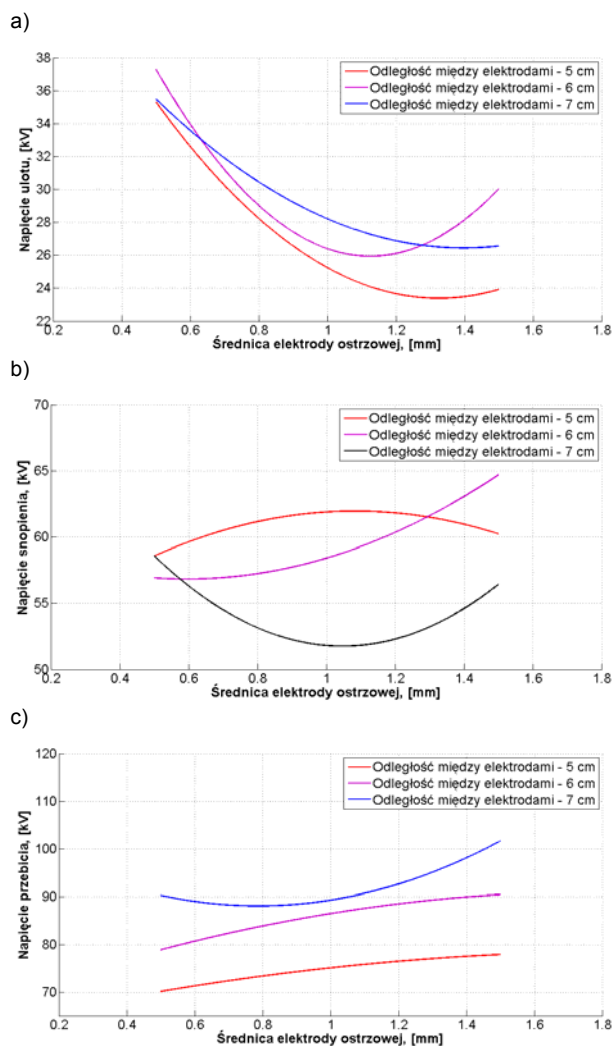 a)
38
36
34
32
30
28
26
24
22
Napięcie ulotu, [kV]
Odległość między elektrodami - 5 cm
Odległość między elektrodami - 6 cm
Odległość między elektrodami - 7 cm
0.2 0.4 0.6 0.8 1 1.2 1.4 1.6 1.8
Średnica elektrody ostrzowej, [mm]
b)
70
65
60
55
50
Napięcie snopienia, [kV]
Odległość między elektrodami - 5 cm
Odległość między elektrodami - 6 cm
Odległość między elektrodami - 7 cm
0.2 0.4 0.6 0.8 1 1.2 1.4 1.6 1.8
Średnica elektrody ostrzowej, [mm]
c)
120
110
100
90
80
70
Napięcie przebicia, [kV]
Odległość między elektrodami - 5 cm
Odległość między elektrodami - 6 cm
Odległość między elektrodami - 7 cm
0.2 0.4 0.6 0.8 1 1.2 1.4 1.6 1.8
Średnica elektrody ostrzowej, [mm]